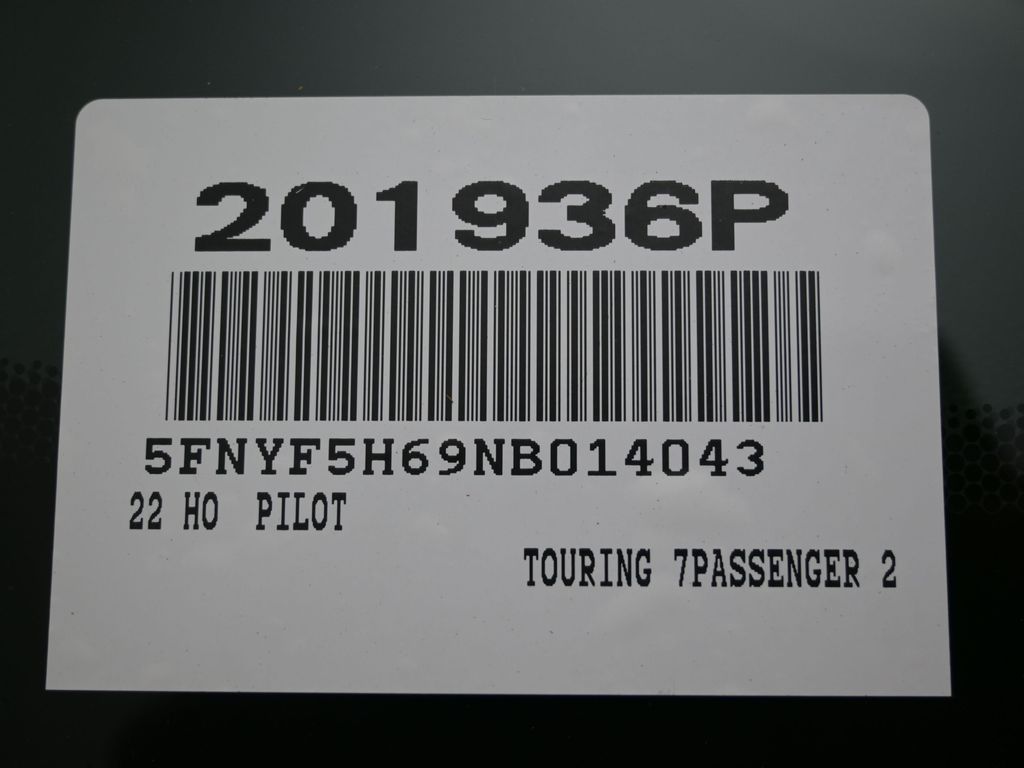 201936P
5FNYF5H69NB014043
22 HO PILOT
TOURING 7PASSENGER 2